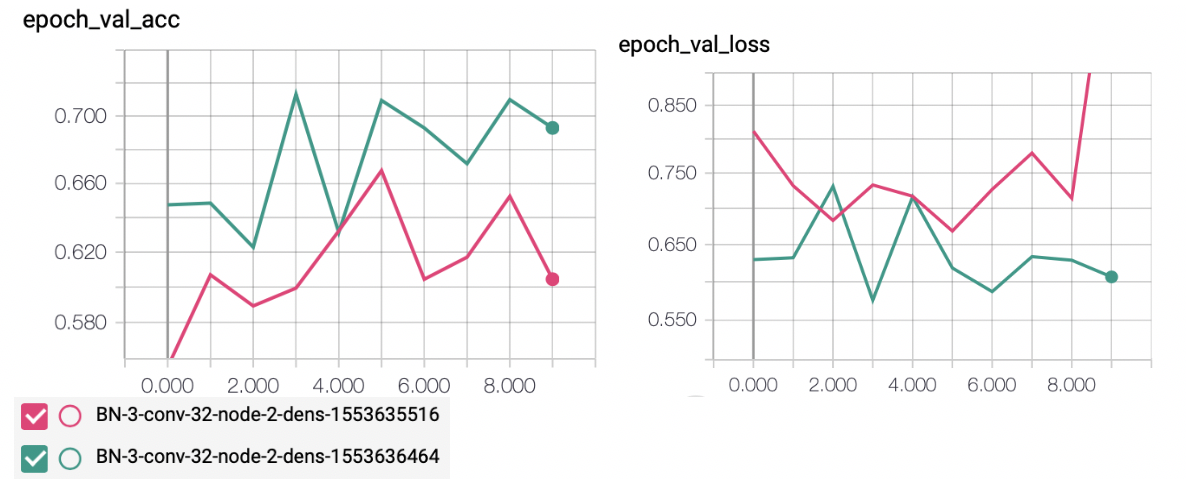 epoch_val_acc
0.700
0.660
0.620
0.580
0.000 2.000 4.000 6.000 8.000
epoch_val_loss
0.850
0.750
0.650
0.550
0.000 2.000 4.000 6.000 8.000
BN-3-conv-32-node-2-dens-1553635516
BN-3-conv-32-node-2-dens-1553636464